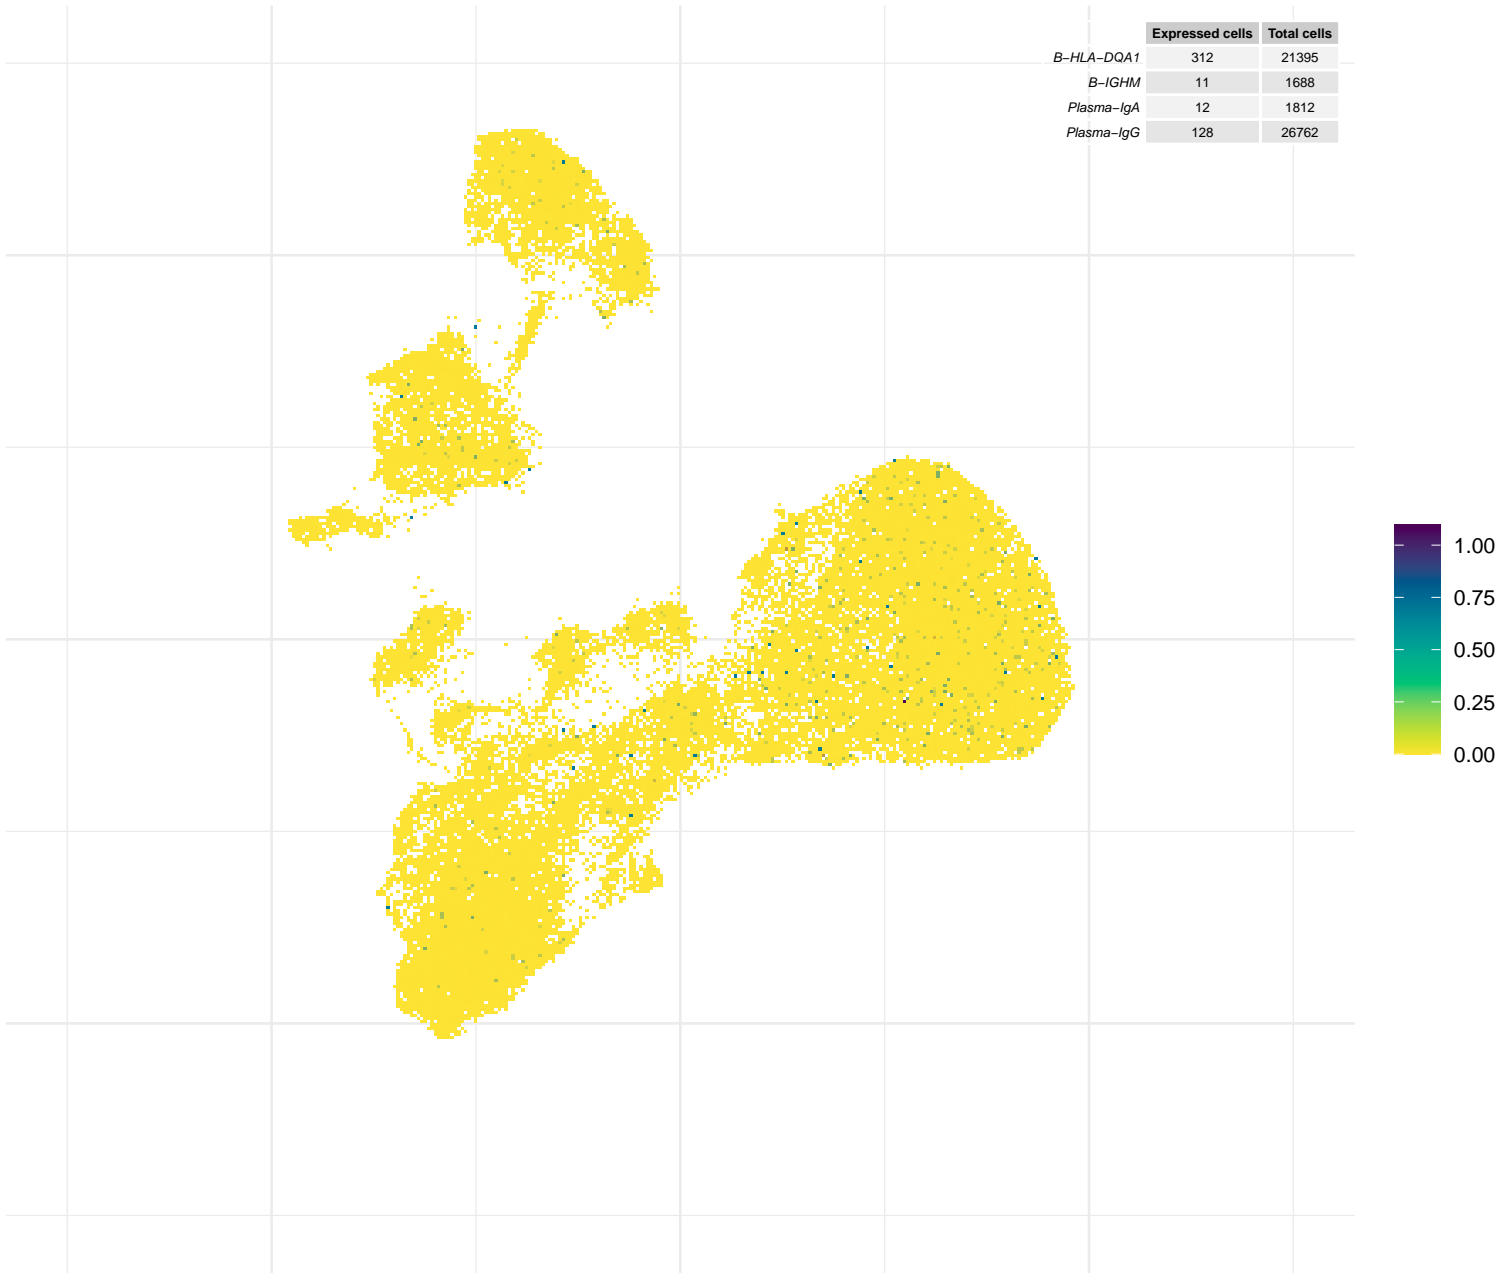 Expressed cells Total cells
B−HLA−DQA1 312 21395
B−IGHM 11 1688
Plasma−IgA 12 1812
Plasma−IgG 128 26762
1.00
0.75
0.50
0.25
0.00